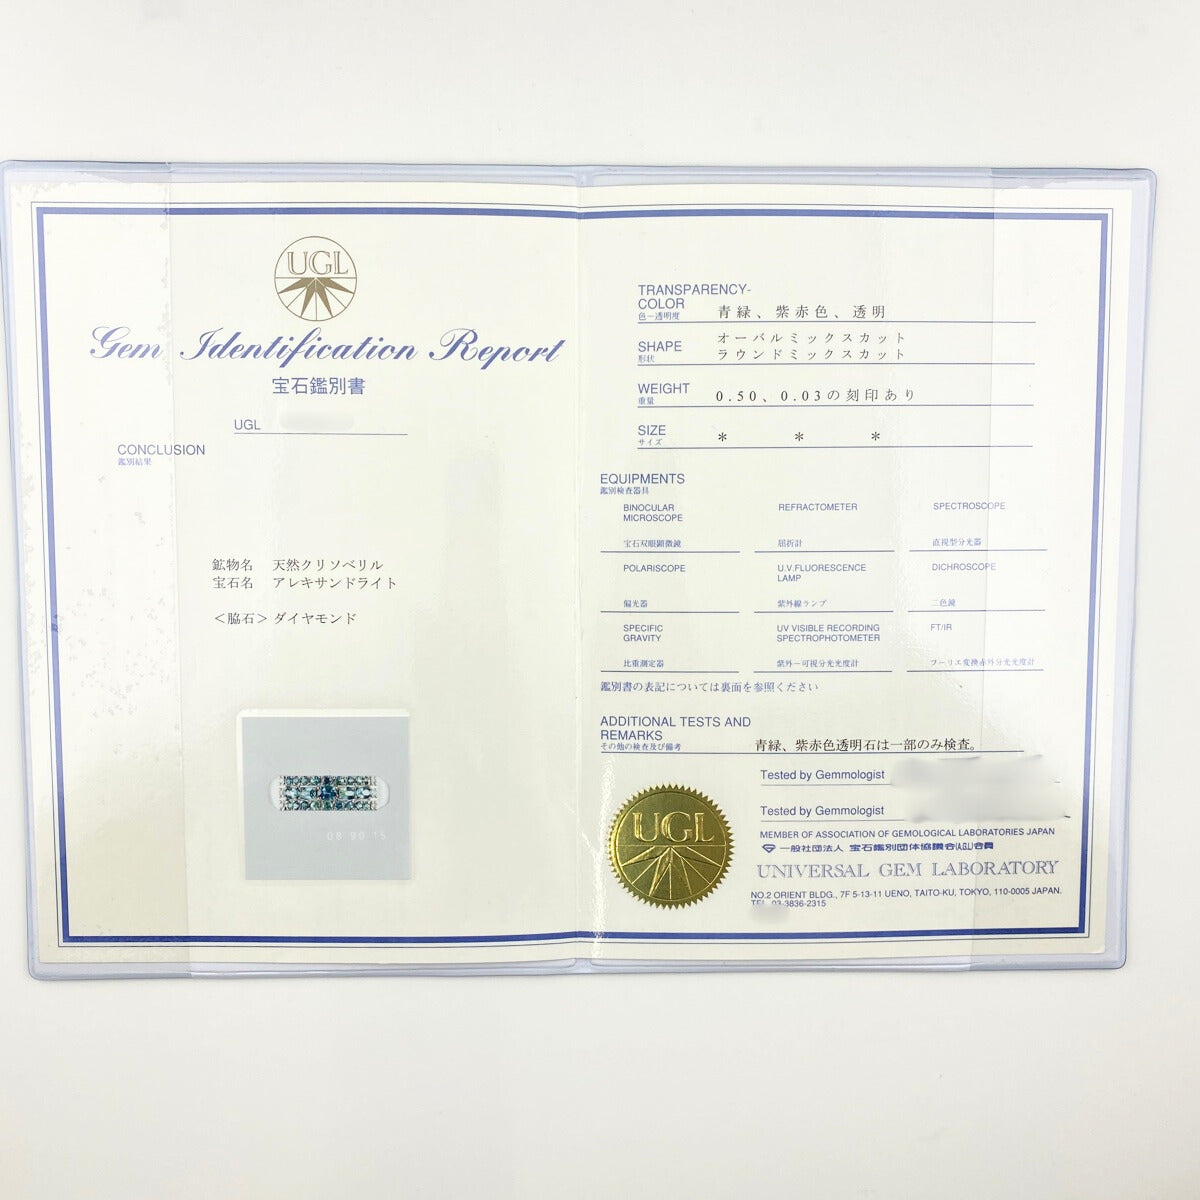 UGL
Gem Identification Report
宝石鑑別書
UGL
CONCLUSION
鑑別結果
鉱物名 天然クリソベリル
宝石名 アレキサンドライト
＜脇石＞ダイヤモンド
08 90 15
TRANSPARENCY-
COLOR
色－透明度 青緑、紫赤色、透明
SHAPE オーバルミックスカット
形状 ラウンドミックスカット
WEIGHT
重量 0.50、0.03の刻印あり
SIZE
サイズ * * *
EQUIPMENTS
鑑別検査器具
BINOCULAR MICROSCOPE REFRACTOMETER SPECTROSCOPE
宝石双眼顕微鏡 屈折計 直視型分光器
POLARISCOPE U.V.FLUORESCENCE LAMP DICHROSCOPE
偏光器 紫外線ランプ 二色鏡
SPECIFIC GRAVITY UV VISIBLE RECORDING SPECTROPHOTOMETER FT/IR
比重測定器 紫外－可視分光光度計 フーリエ変換赤外分光光度計
鑑別書の表記については裏面を参照ください
ADDITIONAL TESTS AND
REMARKS
その他の検査及び備考 青緑、紫赤色透明石は一部のみ検査。
Tested by Gemmologist
Tested by Gemmologist
UGL
MEMBER OF ASSOCIATION OF GEMOLOGICAL LABORATORIES JAPAN
一般社団法人 宝石鑑別団体協議会(AGL)会員
UNIVERSAL GEM LABORATORY
NO.2 ORIENT BLDG., 7F 5-13-11 UENO, TAITO-KU, TOKYO, 110-0005 JAPAN.
TEL 03-3836-2315